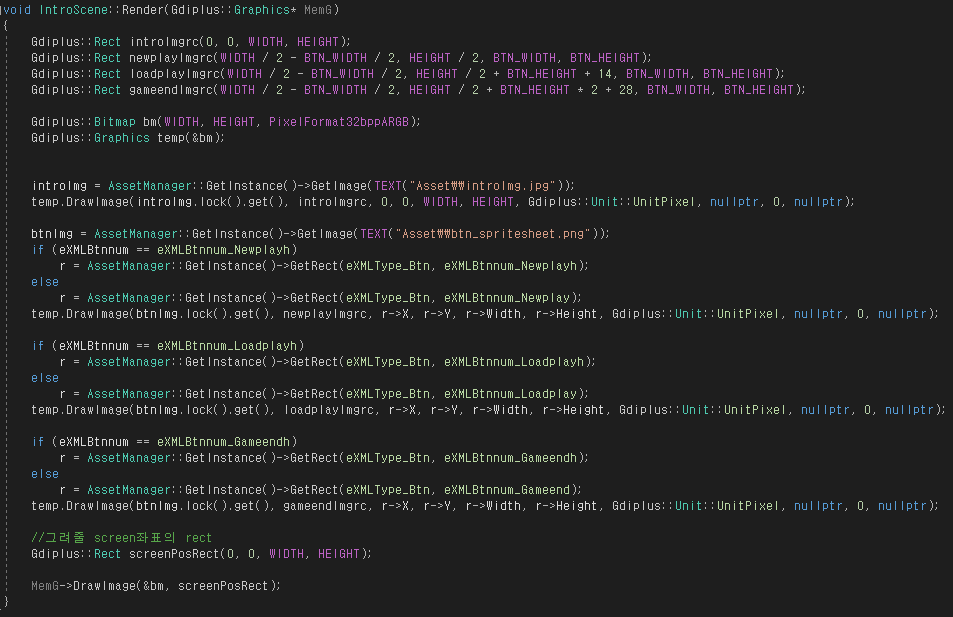 void IntroScene::Render(Gdiplus::Graphics* MemG)
{
Gdiplus::Rect introImgrc(0, 0, WIDTH, HEIGHT);
Gdiplus::Rect newplayImgrc(WIDTH / 2 - BTN_WIDTH / 2, HEIGHT / 2, BTN_WIDTH, BTN_HEIGHT);
Gdiplus::Rect loadplayImgrc(WIDTH / 2 - BTN_WIDTH / 2, HEIGHT / 2 + BTN_HEIGHT + 14, BTN_WIDTH, BTN_HEIGHT);
Gdiplus::Rect gameendImgrc(WIDTH / 2 - BTN_WIDTH / 2, HEIGHT / 2 + BTN_HEIGHT * 2 + 28, BTN_WIDTH, BTN_HEIGHT);
Gdiplus::Bitmap bm(WIDTH, HEIGHT, PixelFormat32bppARGB);
Gdiplus::Graphics temp(&bm);
introImg = AssetManager::GetInstance()->GetImage(TEXT("Asset₩₩introImg.jpg"));
temp.DrawImage(introImg.lock().get(), introImgrc, 0, 0, WIDTH, HEIGHT, Gdiplus::Unit::UnitPixel, nullptr, 0, nullptr);
btnImg = AssetManager::GetInstance()->GetImage(TEXT("Asset₩₩btn_spritesheet.png"));
if (eXMLBtnnum == eXMLBtnnum_Newplayh)
r = AssetManager::GetInstance()->GetRect(eXMLType_Btn, eXMLBtnnum_Newplayh);
else
r = AssetManager::GetInstance()->GetRect(eXMLType_Btn, eXMLBtnnum_Newplay);
temp.DrawImage(btnImg.lock().get(), newplayImgrc, r->X, r->Y, r->Width, r->Height, Gdiplus::Unit::UnitPixel, nullptr, 0, nullptr);
if (eXMLBtnnum == eXMLBtnnum_Loadplayh)
r = AssetManager::GetInstance()->GetRect(eXMLType_Btn, eXMLBtnnum_Loadplayh);
else
r = AssetManager::GetInstance()->GetRect(eXMLType_Btn, eXMLBtnnum_Loadplay);
temp.DrawImage(btnImg.lock().get(), loadplayImgrc, r->X, r->Y, r->Width, r->Height, Gdiplus::Unit::UnitPixel, nullptr, 0, nullptr);
if (eXMLBtnnum == eXMLBtnnum_Gameendh)
r = AssetManager::GetInstance()->GetRect(eXMLType_Btn, eXMLBtnnum_Gameendh);
else
r = AssetManager::GetInstance()->GetRect(eXMLType_Btn, eXMLBtnnum_Gameend);
temp.DrawImage(btnImg.lock().get(), gameendImgrc, r->X, r->Y, r->Width, r->Height, Gdiplus::Unit::UnitPixel, nullptr, 0, nullptr);
//그려줄 screen좌표의 rect
Gdiplus::Rect screenPosRect(0, 0, WIDTH, HEIGHT);
MemG->DrawImage(&bm, screenPosRect);
}